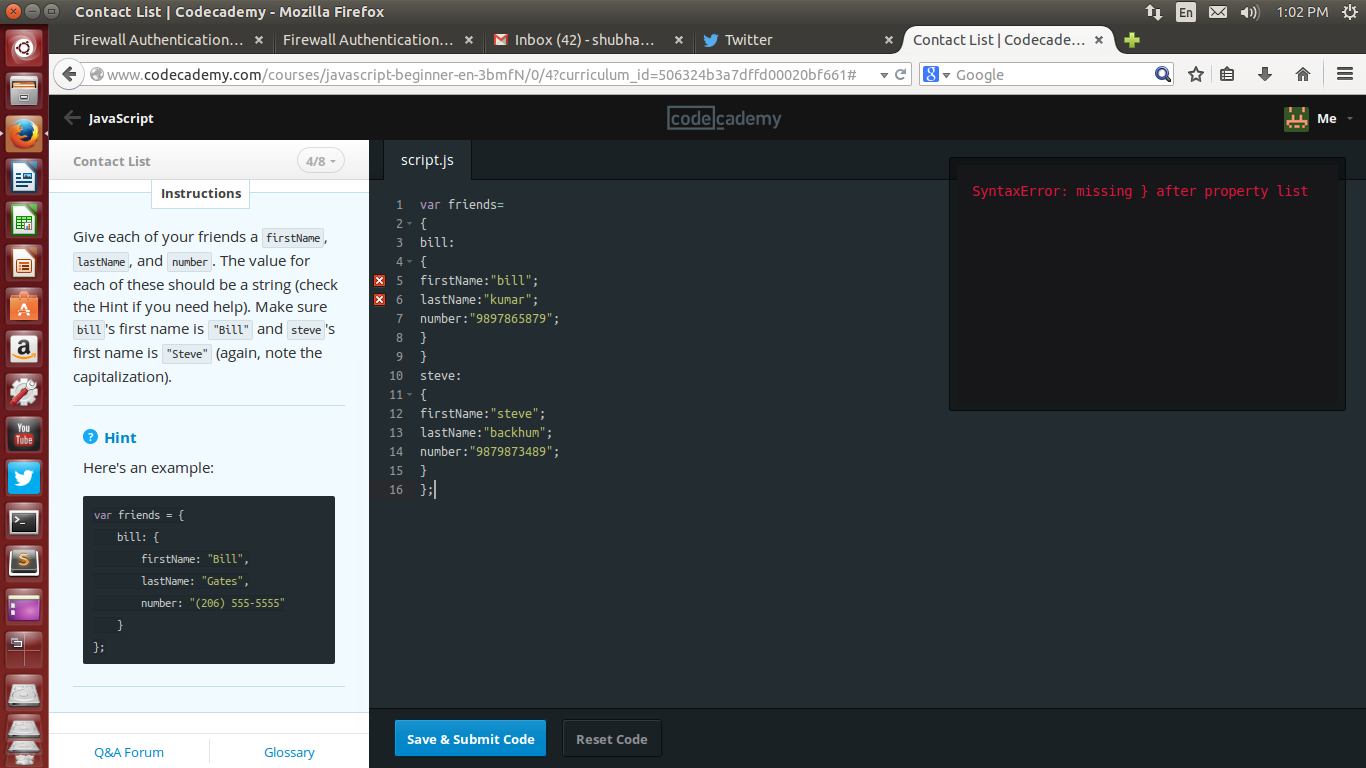 Contact List | Codecademy - Mozilla Firefox
En
1:02 PM
Firewall Authentication...
Firewall Authentication...
Inbox (42) - shubha...
Twitter
Contact List | Codecade...
www.codecademy.com/courses/javascript-beginner-en-3bmfN/0/4?curriculum_id=506324b3a7dffd00020bf661#
Google
JavaScript
codecademy
Me
Contact List
4/8
script.js
Instructions
Give each of your friends a firstName,
lastName, and number. The value for
each of these should be a string (check
the Hint if you need help). Make sure
bill's first name is "Bill" and steve's
first name is "Steve" (again, note the
capitalization).
Hint
Here's an example:
var friends = {
bill: {
firstName: "Bill",
lastName: "Gates",
number: "(206) 555-5555"
}
};
Q&A Forum
Glossary
1 var friends=
2 {
3 bill:
4 {
5 firstName:"bill";
6 lastName:"kumar";
7 number:"9897865879";
8 }
9 }
10 steve:
11 {
12 firstName:"steve";
13 lastName:"backhum";
14 number:"9879873489";
15 }
16 };
SyntaxError: missing } after property list
Save & Submit Code
Reset Code
You
Tube